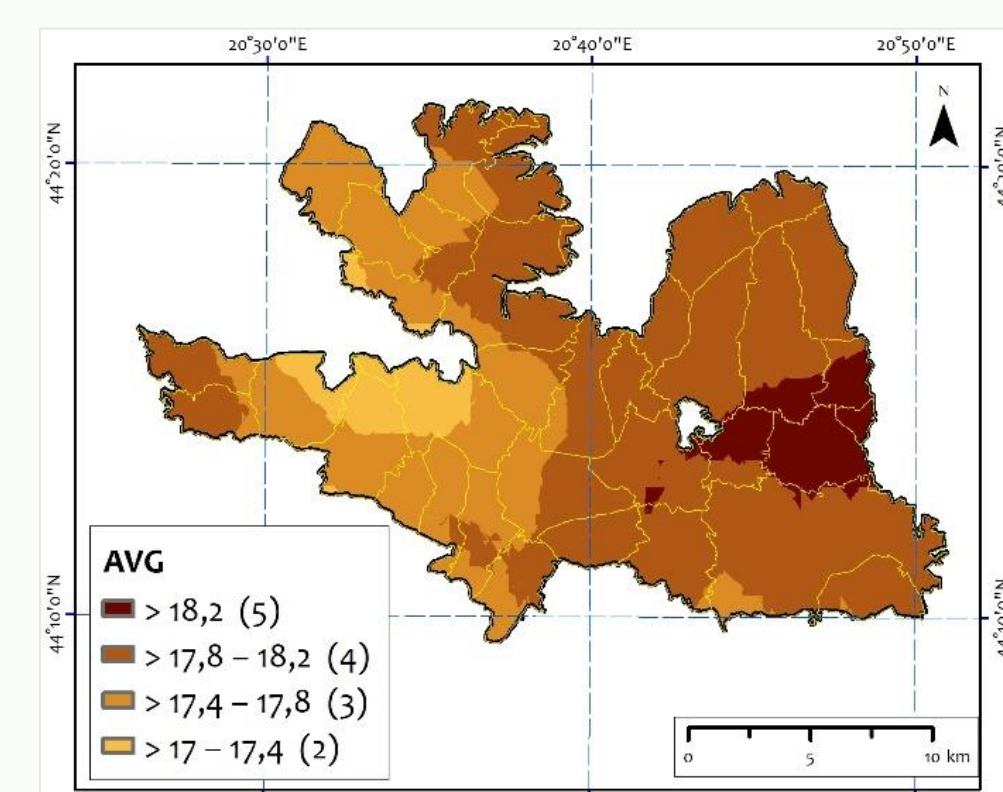 20°30'0"E 20°40'0"E 20°50'0"E
N
44°20'0"N
44°10'0"N
AVG
> 18,2 (5)
> 17,8 – 18,2 (4)
> 17,4 – 17,8 (3)
> 17 – 17,4 (2)
0 5 10 km